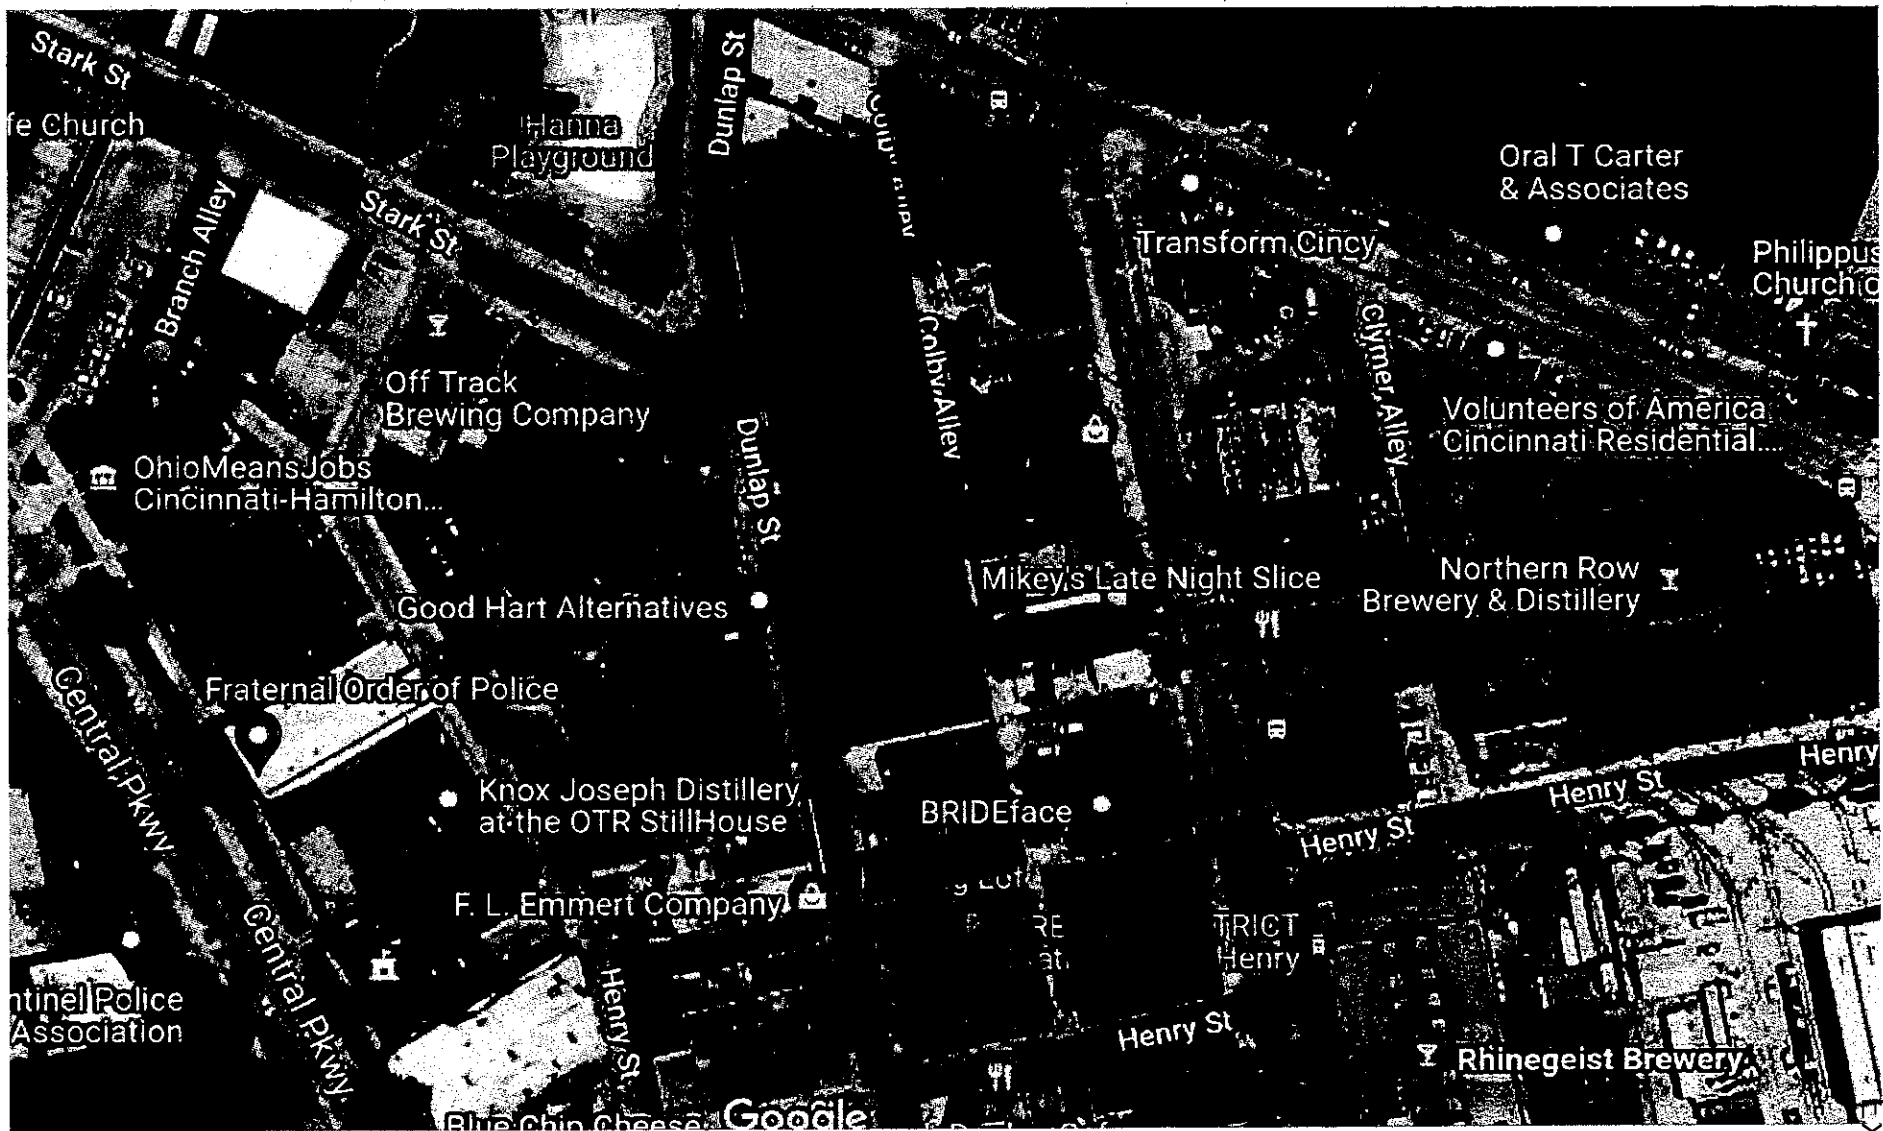 Stark St
fe Church
Hanna
Playground
Dunlap St
Oral T Carter
& Associates
Stark St
Branch Alley
Transform Cincy
Philippus
Church o
Colby Alley
Clymer Alley
Off Track
Brewing Company
Volunteers of America
Cincinnati Residential....
Dunlap St
OhioMeansJobs
Cincinnati-Hamilton...
Mikey's Late Night Slice
Northern Row
Brewery & Distillery
Good Hart Alternatives
Central Pkwy
Fraternal Order of Police
Henry
Henry St
Knox Joseph Distillery
at the OTR StillHouse
BRIDEface
Henry St
F. L. Emmert Company
RE
TRICT
Henry
Central Pkwy
ntinel Police
Association
Henry St
Henry St
Rhinegeist Brewery
Blue Chip Cheese
Google